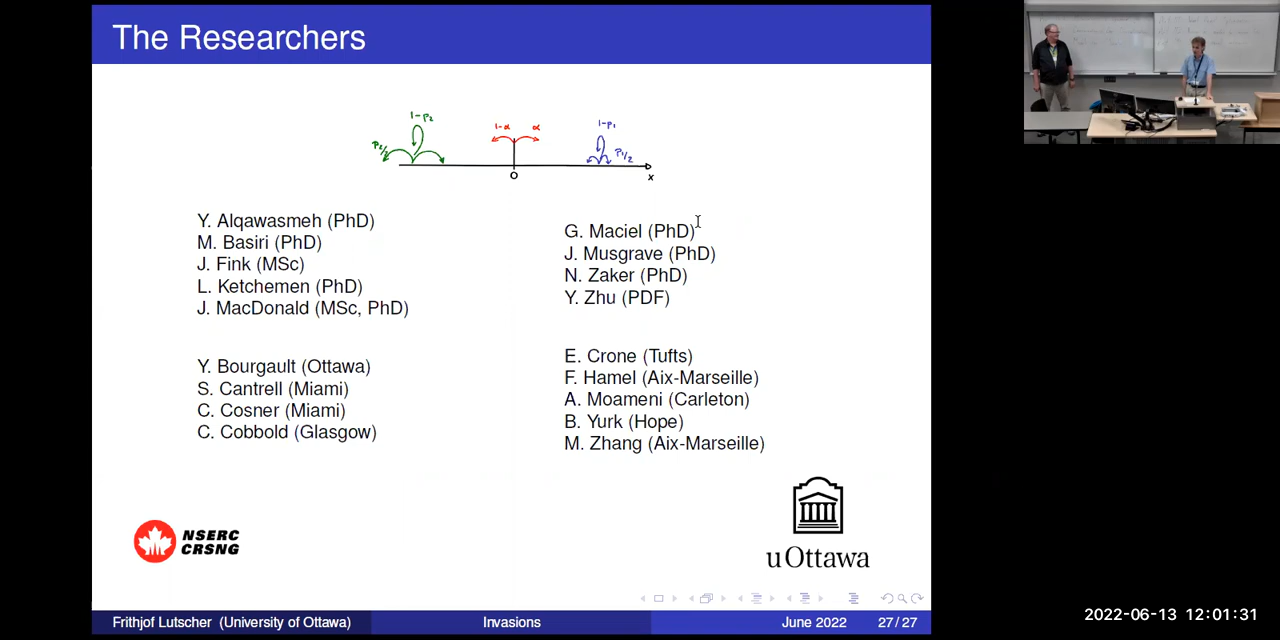 The Researchers
1-p2
p2/2
1-α
α
1-p1
p1/2
0
x
Y. Alqawasmeh (PhD)
M. Basiri (PhD)
J. Fink (MSc)
L. Ketchemen (PhD)
J. MacDonald (MSc, PhD)
G. Maciel (PhD)
J. Musgrave (PhD)
N. Zaker (PhD)
Y. Zhu (PDF)
Y. Bourgault (Ottawa)
S. Cantrell (Miami)
C. Cosner (Miami)
C. Cobbold (Glasgow)
E. Crone (Tufts)
F. Hamel (Aix-Marseille)
A. Moameni (Carleton)
B. Yurk (Hope)
M. Zhang (Aix-Marseille)
NSERC
CRSNG
uOttawa
Frithjof Lutscher (University of Ottawa) Invasions June 2022 27/27
2022-06-13 12:01:31